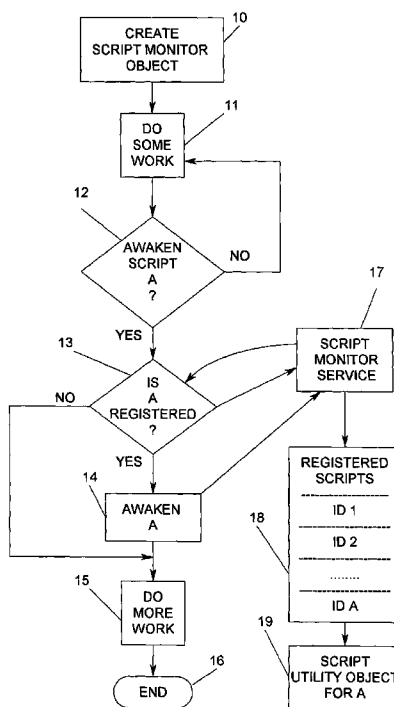 10
CREATE
SCRIPT MONITOR
OBJECT
11
DO
SOME
WORK
12
AWAKEN
SCRIPT
A
?
NO
YES
17
SCRIPT
MONITOR
SERVICE
13
IS
A
REGISTERED
?
NO
YES
14
AWAKEN
A
REGISTERED
SCRIPTS
ID 1
ID 2
........
ID A
18
15
DO
MORE
WORK
19
SCRIPT
UTILITY OBJECT
FOR A
16
END